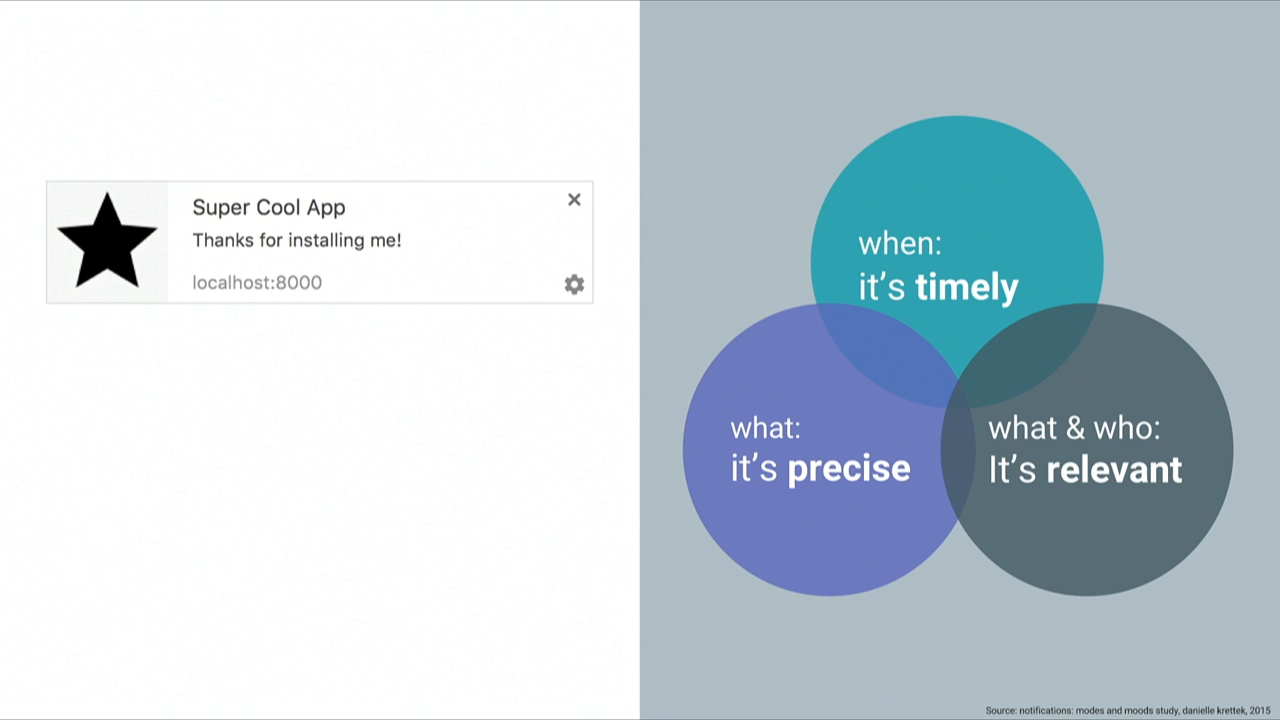 Super Cool App
Thanks for installing me!
localhost:8000
when:
it’s timely
what:
it’s precise
what & who:
It’s relevant
Source: notifications: modes and moods study, danielle krettek, 2015